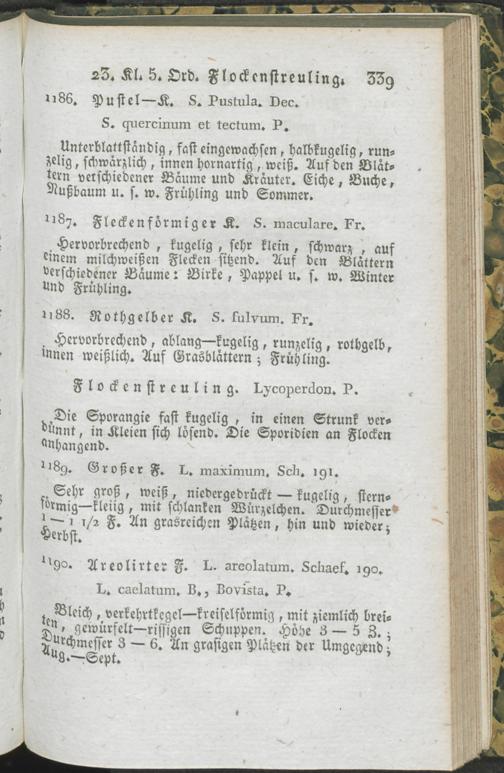 23. Kl. 5. Ord. Flockenstreuling. 339
1186. Pustel—K. S. Pustula. Dec.
S. quercinum et tectum. P.
Unterblattständig, fast eingewachsen, halbkugelig, run-
zelig, schwärzlich, innen hornartig, weiß. Auf den Blät-
tern verschiedener Bäume und Kräuter. Eiche, Buche,
Nußbaum u. s. w. Frühling und Sommer.
1187. Fleckenförmiger K. S. maculare. Fr.
Hervorbrechend, kugelig, sehr klein, schwarz, auf
einem milchweißen Flecken sitzend. Auf den Blättern
verschiedener Bäume: Birke, Pappel u. s. w. Winter
und Frühling.
1188. Rothgelber K. S. fulvum. Fr.
Hervorbrechend, ablang—kugelig, runzelig, rothgelb,
innen weißlich. Auf Grasblättern; Frühling.
Flockenstreuling. Lycoperdon. P.
Die Sporangie fast kugelig, in einen Strunk ver-
dünnt, in Kleien sich lösend. Die Sporidien an Flocken
anhangend.
1189. Großer F. L. maximum. Sch. 191.
Sehr groß, weiß, niedergedrückt — kugelig, stern-
förmig—kleiig, mit schlanken Würzelchen. Durchmesser
1 — 1 1/2 F. An grasreichen Plätzen, hin und wieder;
Herbst.
1190. Areolirter F. L. areolatum. Schaef. 190.
L. caelatum. B., Bovista. P.
Bleich, verkehrtkegel—kreiselförmig, mit ziemlich brei-
ten, gewürfelt—rissigen Schuppen. Höhe 3 — 5 Z.;
Durchmesser 3 — 6. An grasigen Plätzen der Umgegend;
Aug.—Sept.